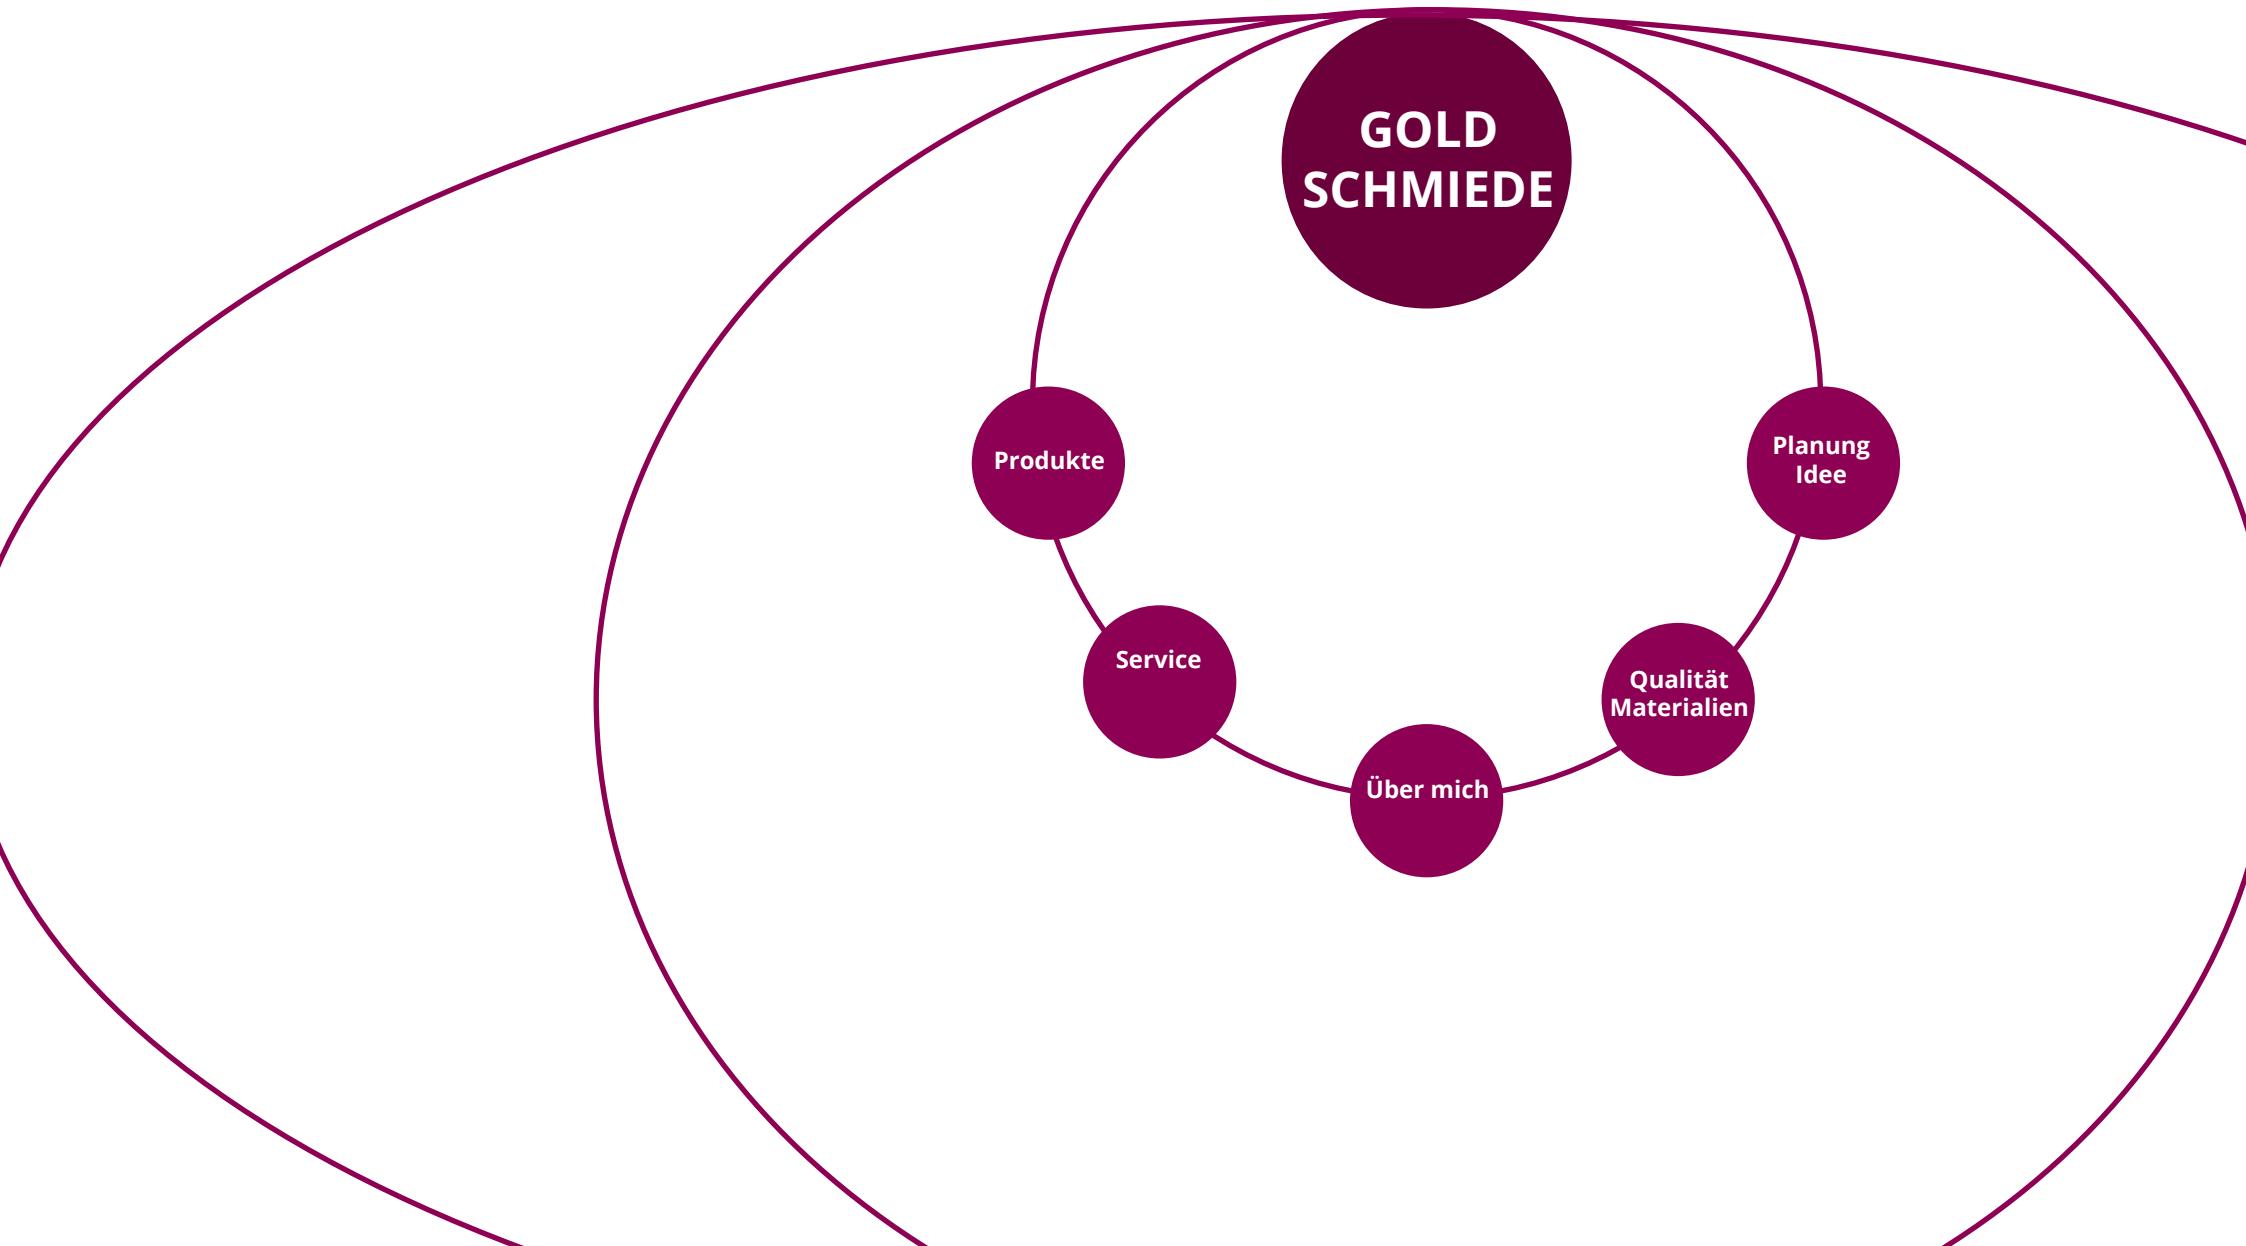 GOLD
SCHMIEDE
Produkte
Planung
Idee
Service
Qualität
Materialien
Über mich